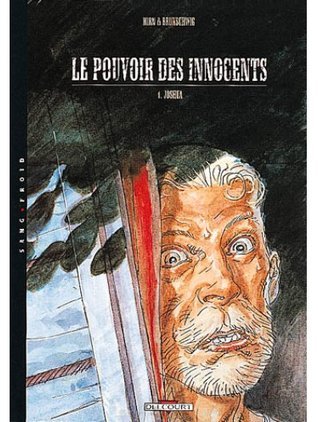 HIRN & BRUNSCHWIG
LE POUVOIR DES INNOCENTS
1. JOSHUA
SANG.FROID
DELCOURT